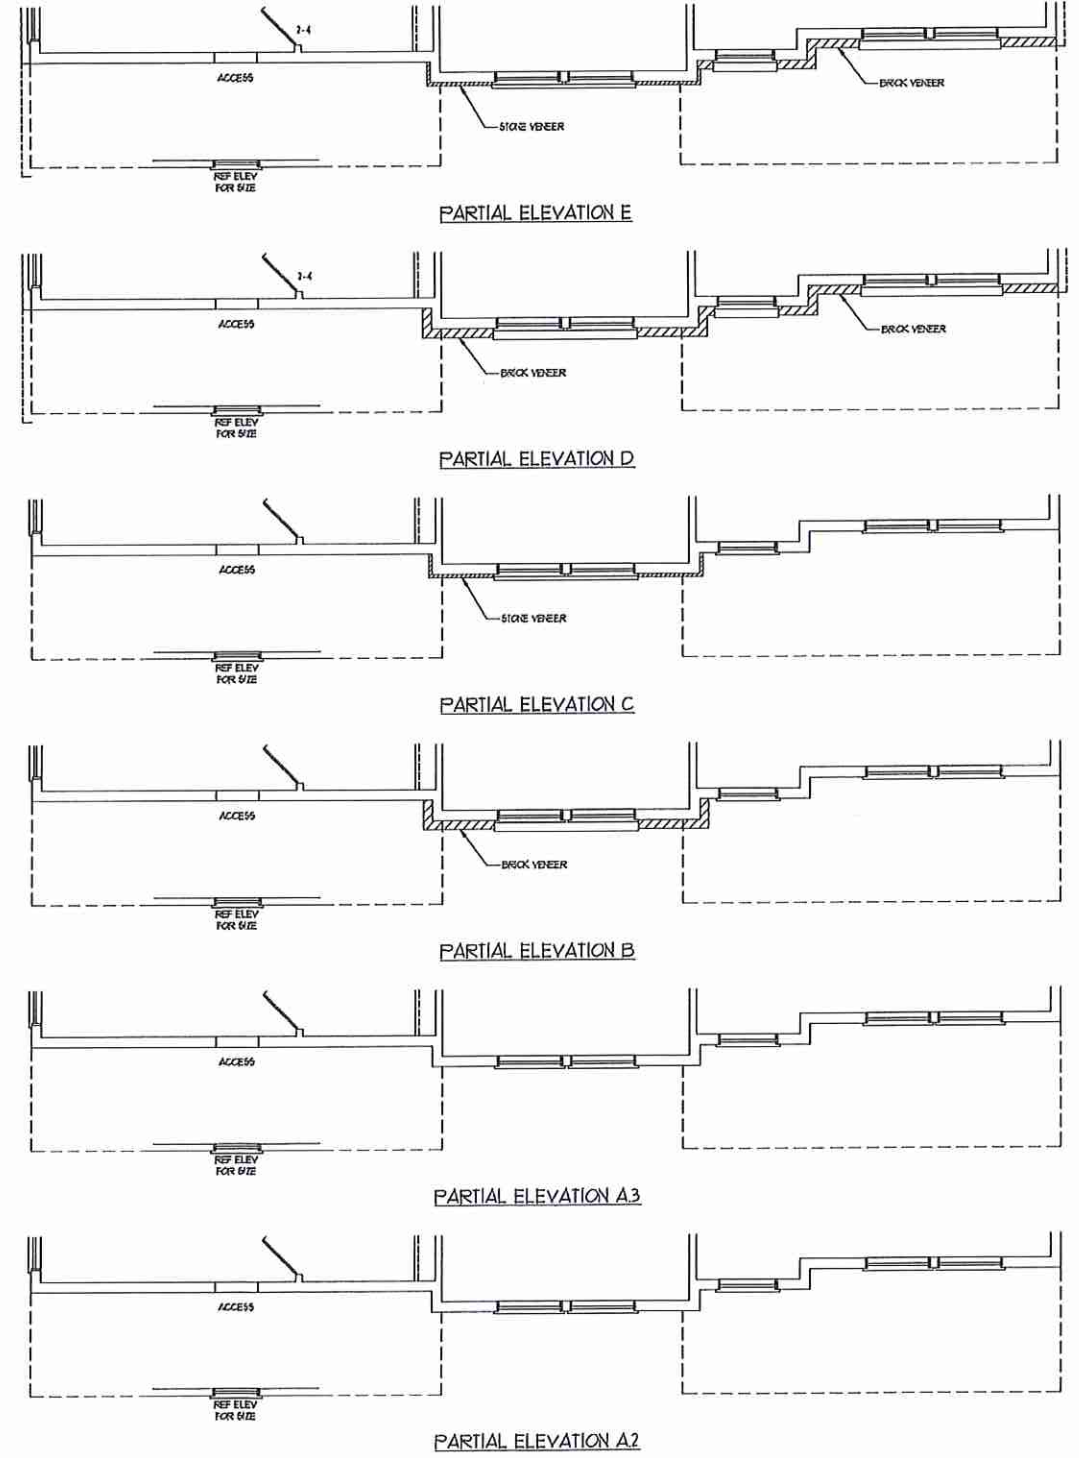 2-4
ACCESS
BRICK VENEER
STONE VENEER
REF ELEV
FOR SIZE
PARTIAL ELEVATION E
2-4
ACCESS
BRICK VENEER
BRICK VENEER
REF ELEV
FOR SIZE
PARTIAL ELEVATION D
ACCESS
STONE VENEER
REF ELEV
FOR SIZE
PARTIAL ELEVATION C
ACCESS
BRICK VENEER
REF ELEV
FOR SIZE
PARTIAL ELEVATION B
ACCESS
REF ELEV
FOR SIZE
PARTIAL ELEVATION A.3
ACCESS
REF ELEV
FOR SIZE
PARTIAL ELEVATION A.2